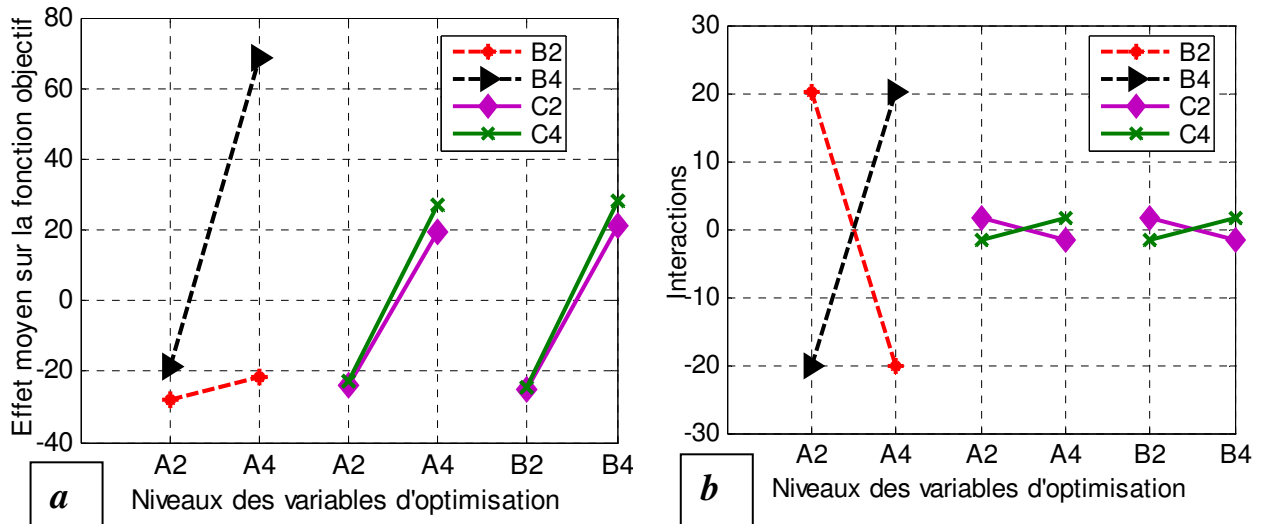 80
60
40
20
0
-20
-40
Effet moyen sur la fonction objectif
B2
B4
C2
C4
A2 A4 A2 A4 B2 B4
Niveaux des variables d'optimisation
a
30
20
10
0
-10
-20
-30
Interactions
B2
B4
C2
C4
A2 A4 A2 A4 B2 B4
Niveaux des variables d'optimisation
b